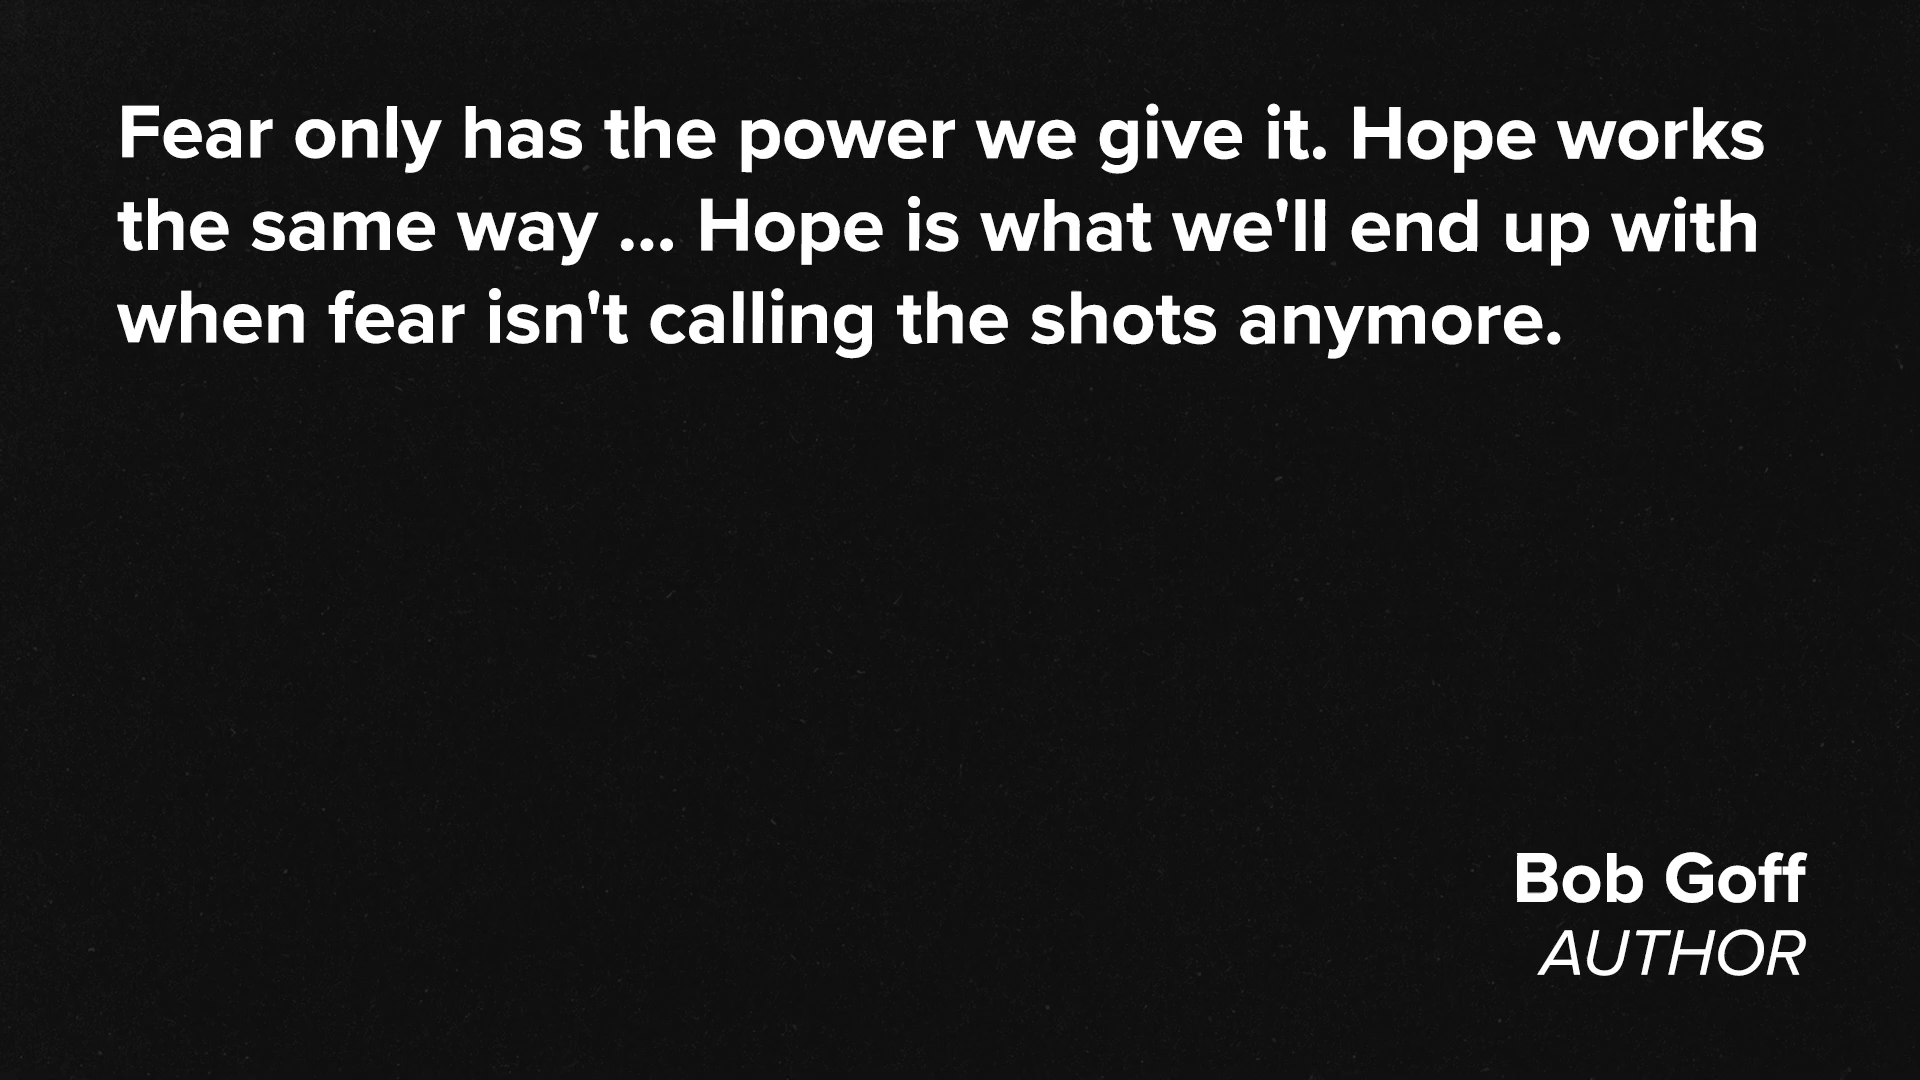 Fear only has the power we give it. Hope works
the same way ... Hope is what we'll end up with
when fear isn't calling the shots anymore.
Bob Goff
AUTHOR